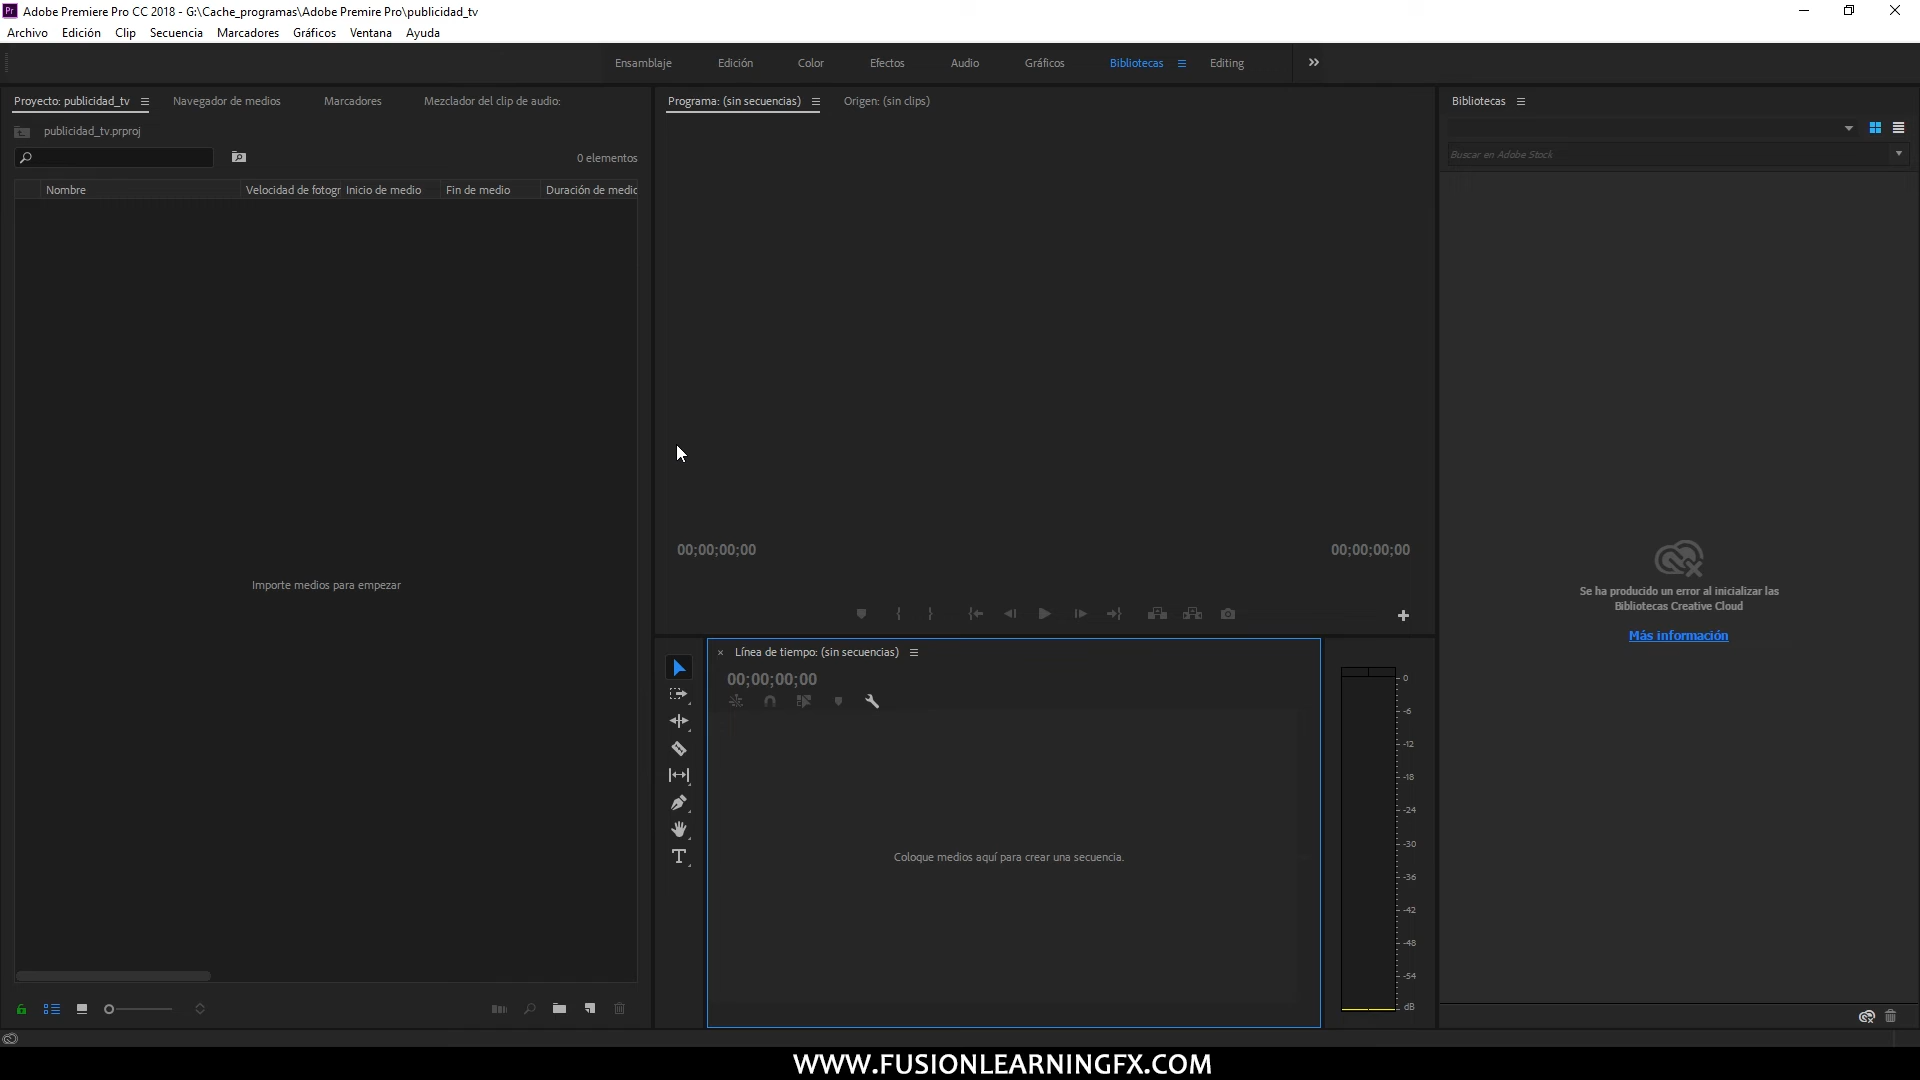 Pr Adobe Premiere Pro CC 2018 - G:\Cache_programas\Adobe Premire Pro\publicidad_tv
Archivo Edición Clip Secuencia Marcadores Gráficos Ventana Ayuda
Ensamblaje Edición Color Efectos Audio Gráficos Bibliotecas Editing
Proyecto: publicidad_tv Navegador de medios Marcadores Mezclador del clip de audio:
publicidad_tv.prproj
0 elementos
Nombre Velocidad de fotogr Inicio de medio Fin de medio Duración de medic
Importe medios para empezar
Programa: (sin secuencias) Origen: (sin clips)
00;00;00;00 00;00;00;00
Línea de tiempo: (sin secuencias)
00;00;00;00
Coloque medios aquí para crear una secuencia.
0
-6
-12
-18
-24
-30
-36
-42
-48
-54
dB
Bibliotecas
Buscar en Adobe Stock
Se ha producido un error al inicializar las
Bibliotecas Creative Cloud
Más información
WWW.FUSIONLEARNINGFX.COM